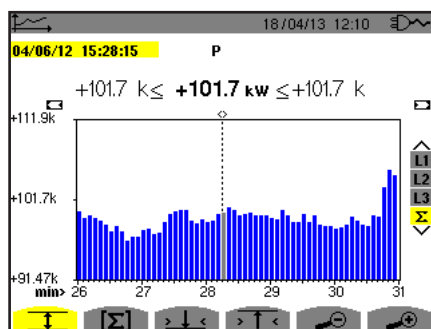 18/04/13 12:10
04/06/12 15:28:15 P
+101.7 k≤ +101.7 kW ≤+101.7 k
+111.9k
L1
L2
+101.7k
L3
Σ
+91.47k
min> 26 27 28 29 30 31
[Σ] >↓< >↑<